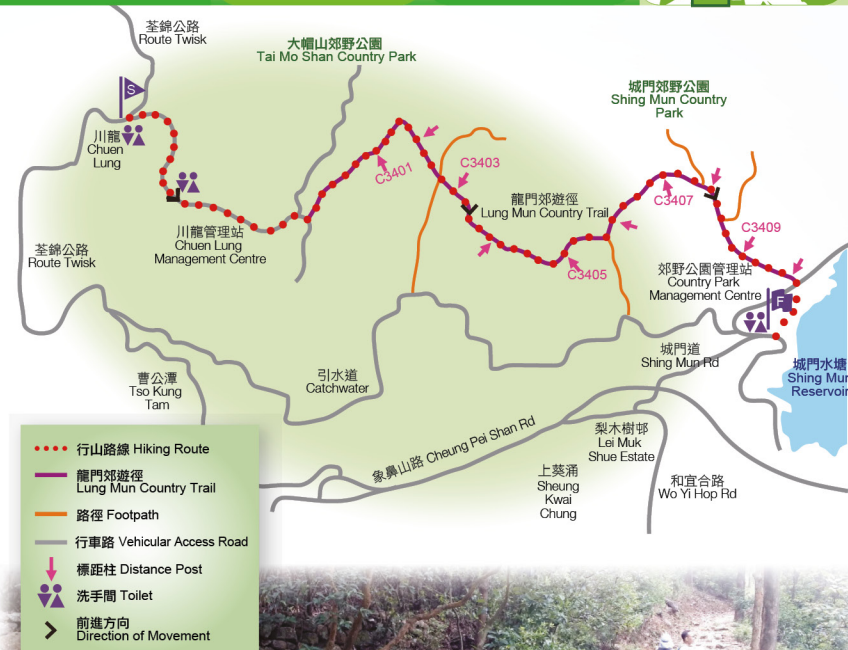 荃錦公路
Route Twisk
大帽山郊野公園
Tai Mo Shan Country Park
城門郊野公園
Shing Mun Country
Park
S
川龍
Chuen
Lung
C3401
C3403
龍門郊遊徑
Lung Mun Country Trail
C3407
C3409
C3405
川龍管理站
Chuen Lung
Management Centre
荃錦公路
Route Twisk
郊野公園管理站
Country Park
Management Centre
F
城門道
Shing Mun Rd
城門水塘
Shing Mun
Reservoir
曹公潭
Tso Kung
Tam
引水道
Catchwater
象鼻山路 Cheung Pei Shan Rd
梨木樹邨
Lei Muk
Shue Estate
上葵涌
Sheung
Kwai
Chung
和宜合路
Wo Yi Hop Rd
行山路線 Hiking Route
龍門郊遊徑
Lung Mun Country Trail
路徑 Footpath
行車路 Vehicular Access Road
標距柱 Distance Post
洗手間 Toilet
前進方向
Direction of Movement